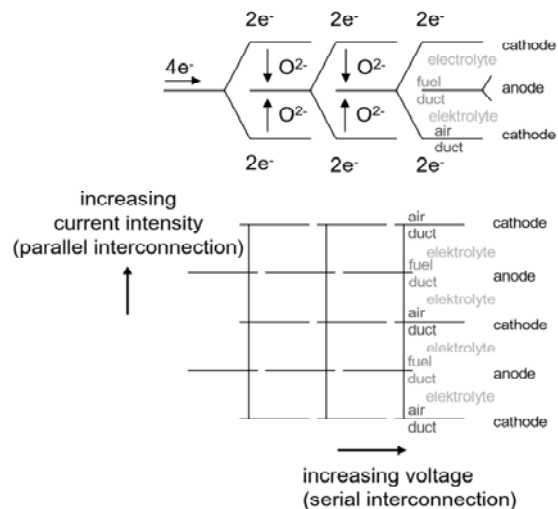 2e- 2e- 2e-
cathode
electrolyte
4e- O2- O2-
fuel
duct
anode
O2- O2-
elektrolyte
air
duct
cathode
2e- 2e- 2e-
increasing
current intensity
(parallel interconnection)
air
duct
cathode
elektrolyte
fuel
duct
anode
elektrolyte
air
duct
cathode
elektrolyte
fuel
duct
anode
elektrolyte
air
duct
cathode
increasing voltage
(serial interconnection)